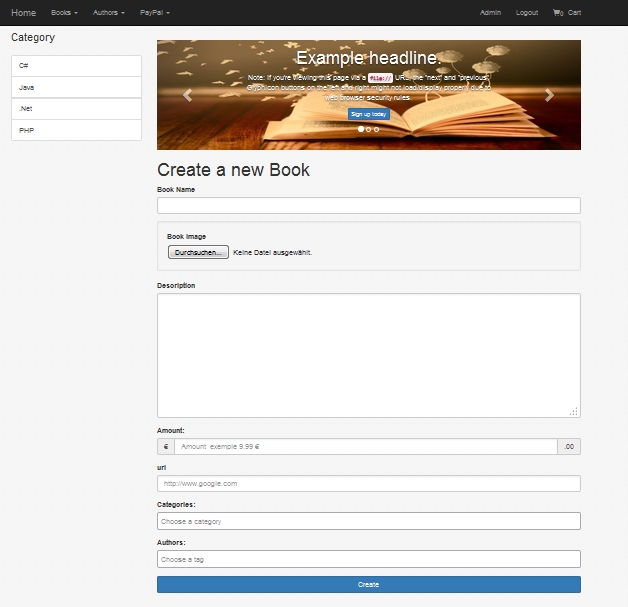 Home Books Authors PayPal Admin Logout 0 Cart
Category
C#
Java
.Net
PHP
Example headline.
Note: If you're viewing this page via a file:// URL, the "next" and "previous"
Glyphicon buttons on the left and right might not load/display properly due to
web browser security rules.
Sign up today
Create a new Book
Book Name
Book Image
Durchsuchen... Keine Datei ausgewählt.
Description
Amount:
€ Amount exemple 9.99 € .00
url
http://www.google.com
Categories:
Choose a category
Authors:
Choose a tag
Create